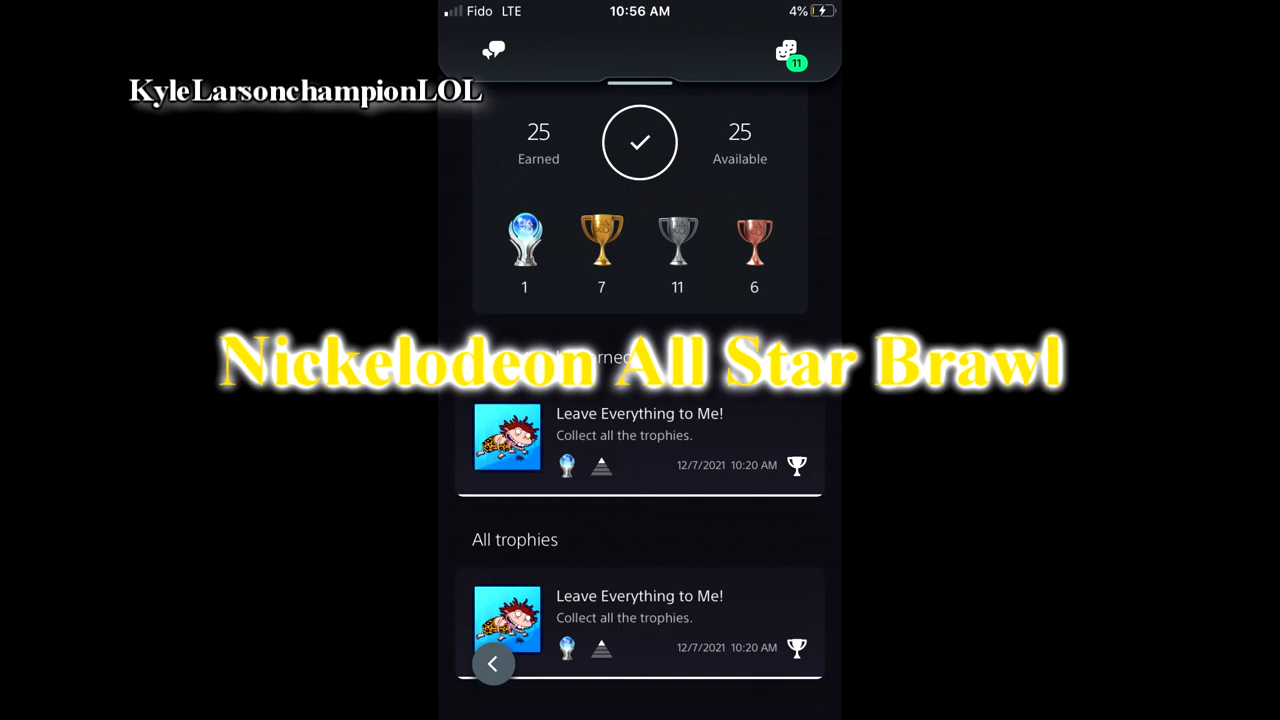 Fido LTE 10:56 AM 4%
11
KyleLarsonchampionLOL
25 25
Earned Available
1 7 11 6
Nickelodeon All Star Brawl
Leave Everything to Me!
Collect all the trophies.
12/7/2021 10:20 AM
All trophies
Leave Everything to Me!
Collect all the trophies.
12/7/2021 10:20 AM